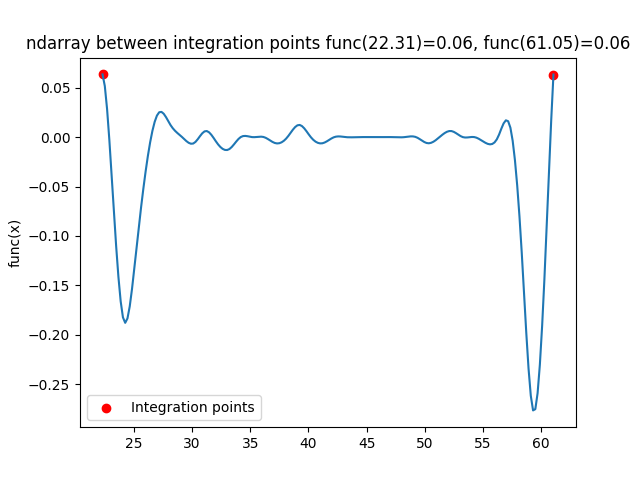 ndarray between integration points func(22.31)=0.06, func(61.05)=0.06
0.05
0.00
−0.05
−0.10
−0.15
−0.20
−0.25
func(x)
Integration points
25 30 35 40 45 50 55 60